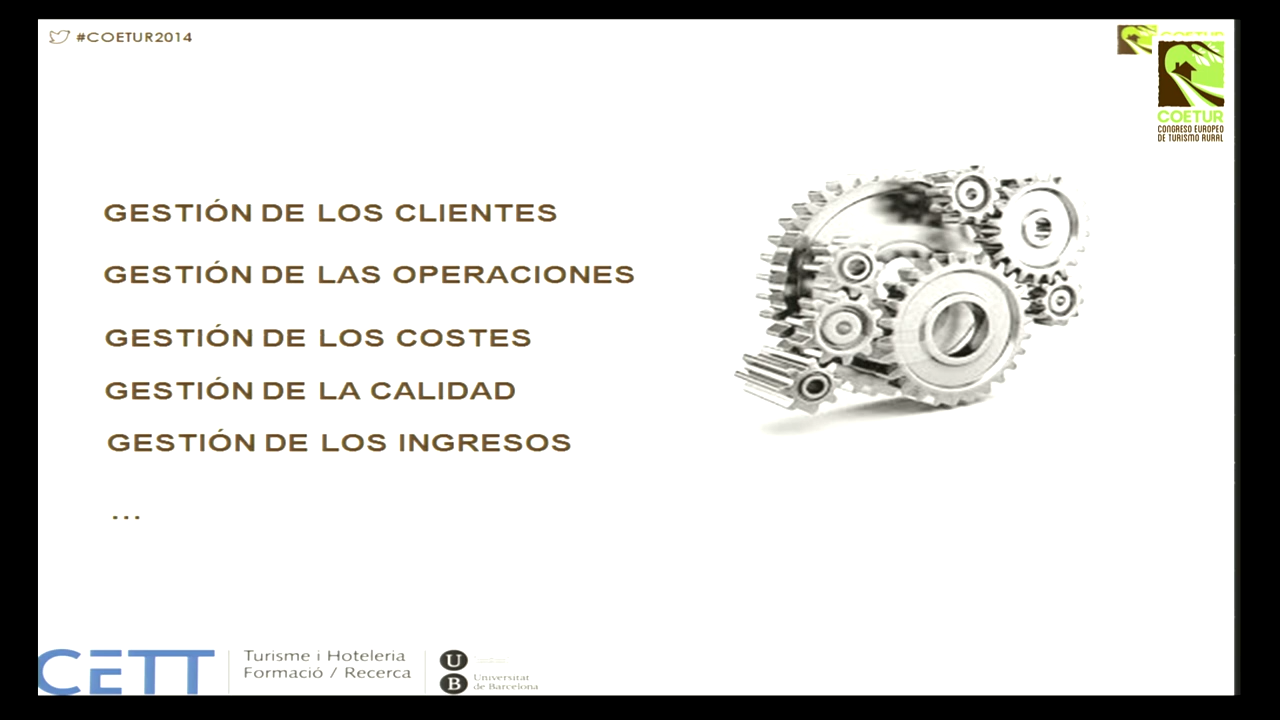 #COETUR2014
COETUR
CONGRESO EUROPEO
DE TURISMO RURAL
GESTIÓN DE LOS CLIENTES
GESTIÓN DE LAS OPERACIONES
GESTIÓN DE LOS COSTES
GESTIÓN DE LA CALIDAD
GESTIÓN DE LOS INGRESOS
...
CETT
Turisme i Hoteleria
Formació / Recerca
U
B
Universitat
de Barcelona